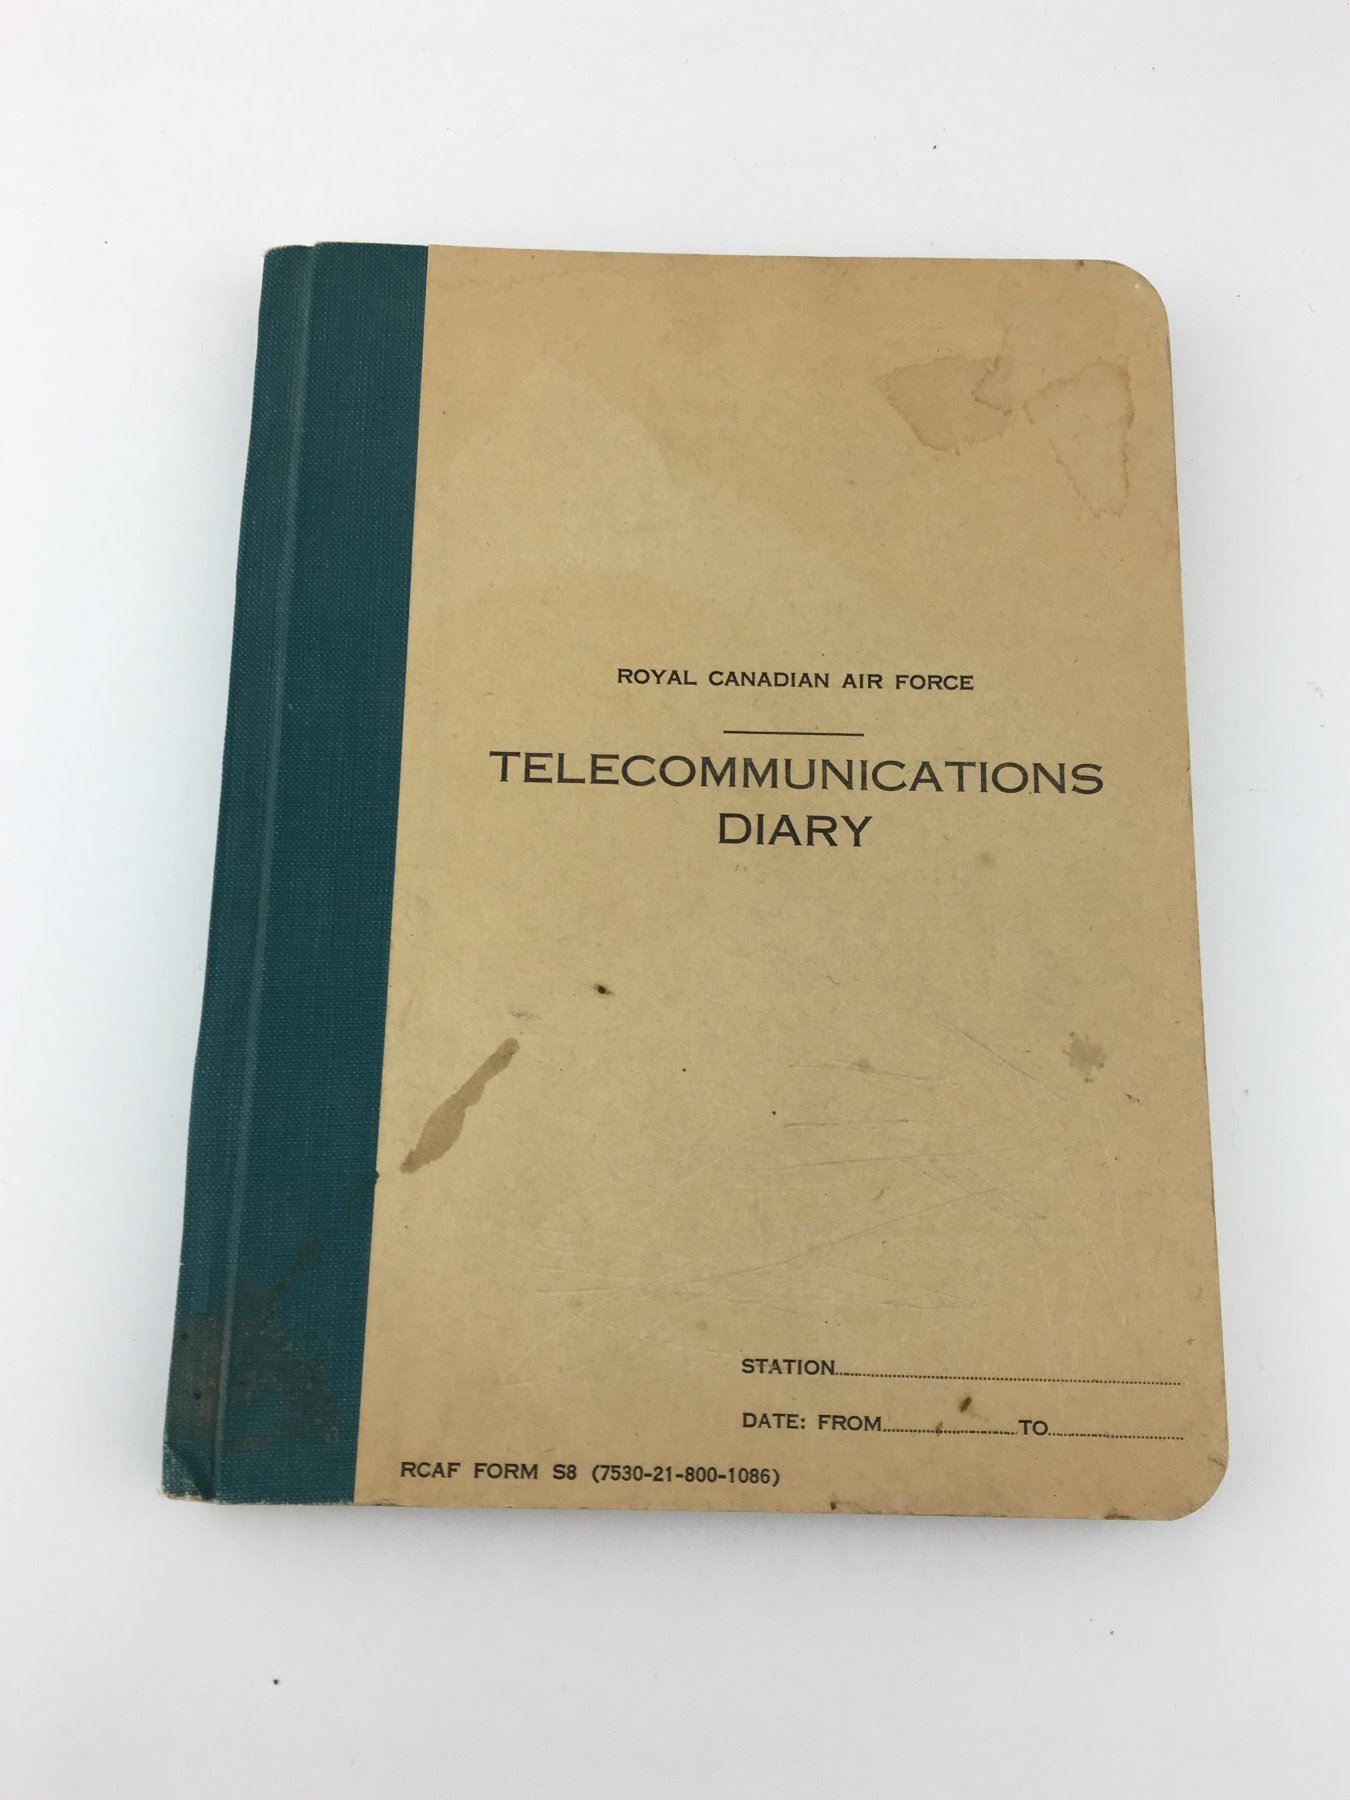 ROYAL CANADIAN AIR FORCE
TELECOMMUNICATIONS
DIARY
STATION
DATE: FROM TO
RCAF FORM S8 (7530-21-800-1086)